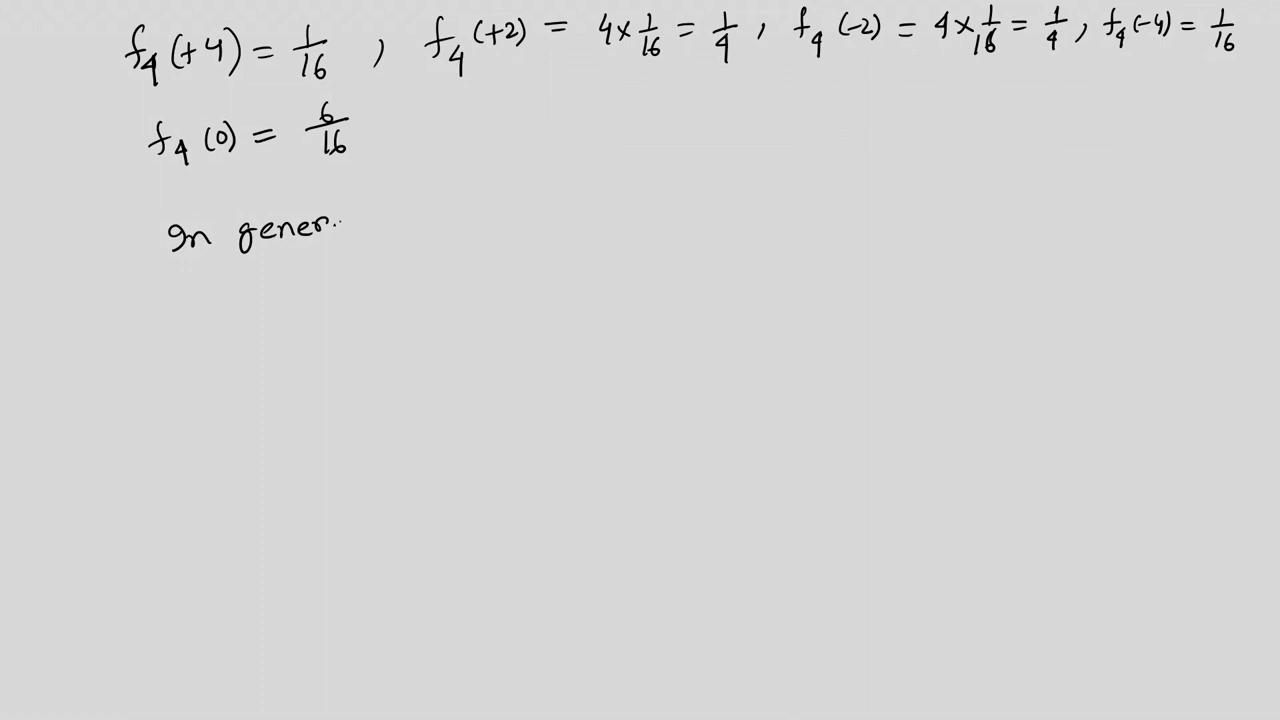 f₄(+4) = 1/16 , f₄(+2) = 4 × 1/16 = 1/4 , f₄(-2) = 4 × 1/16 = 1/4 , f₄(-4) = 1/16
f₄(0) = 6/16
In gener